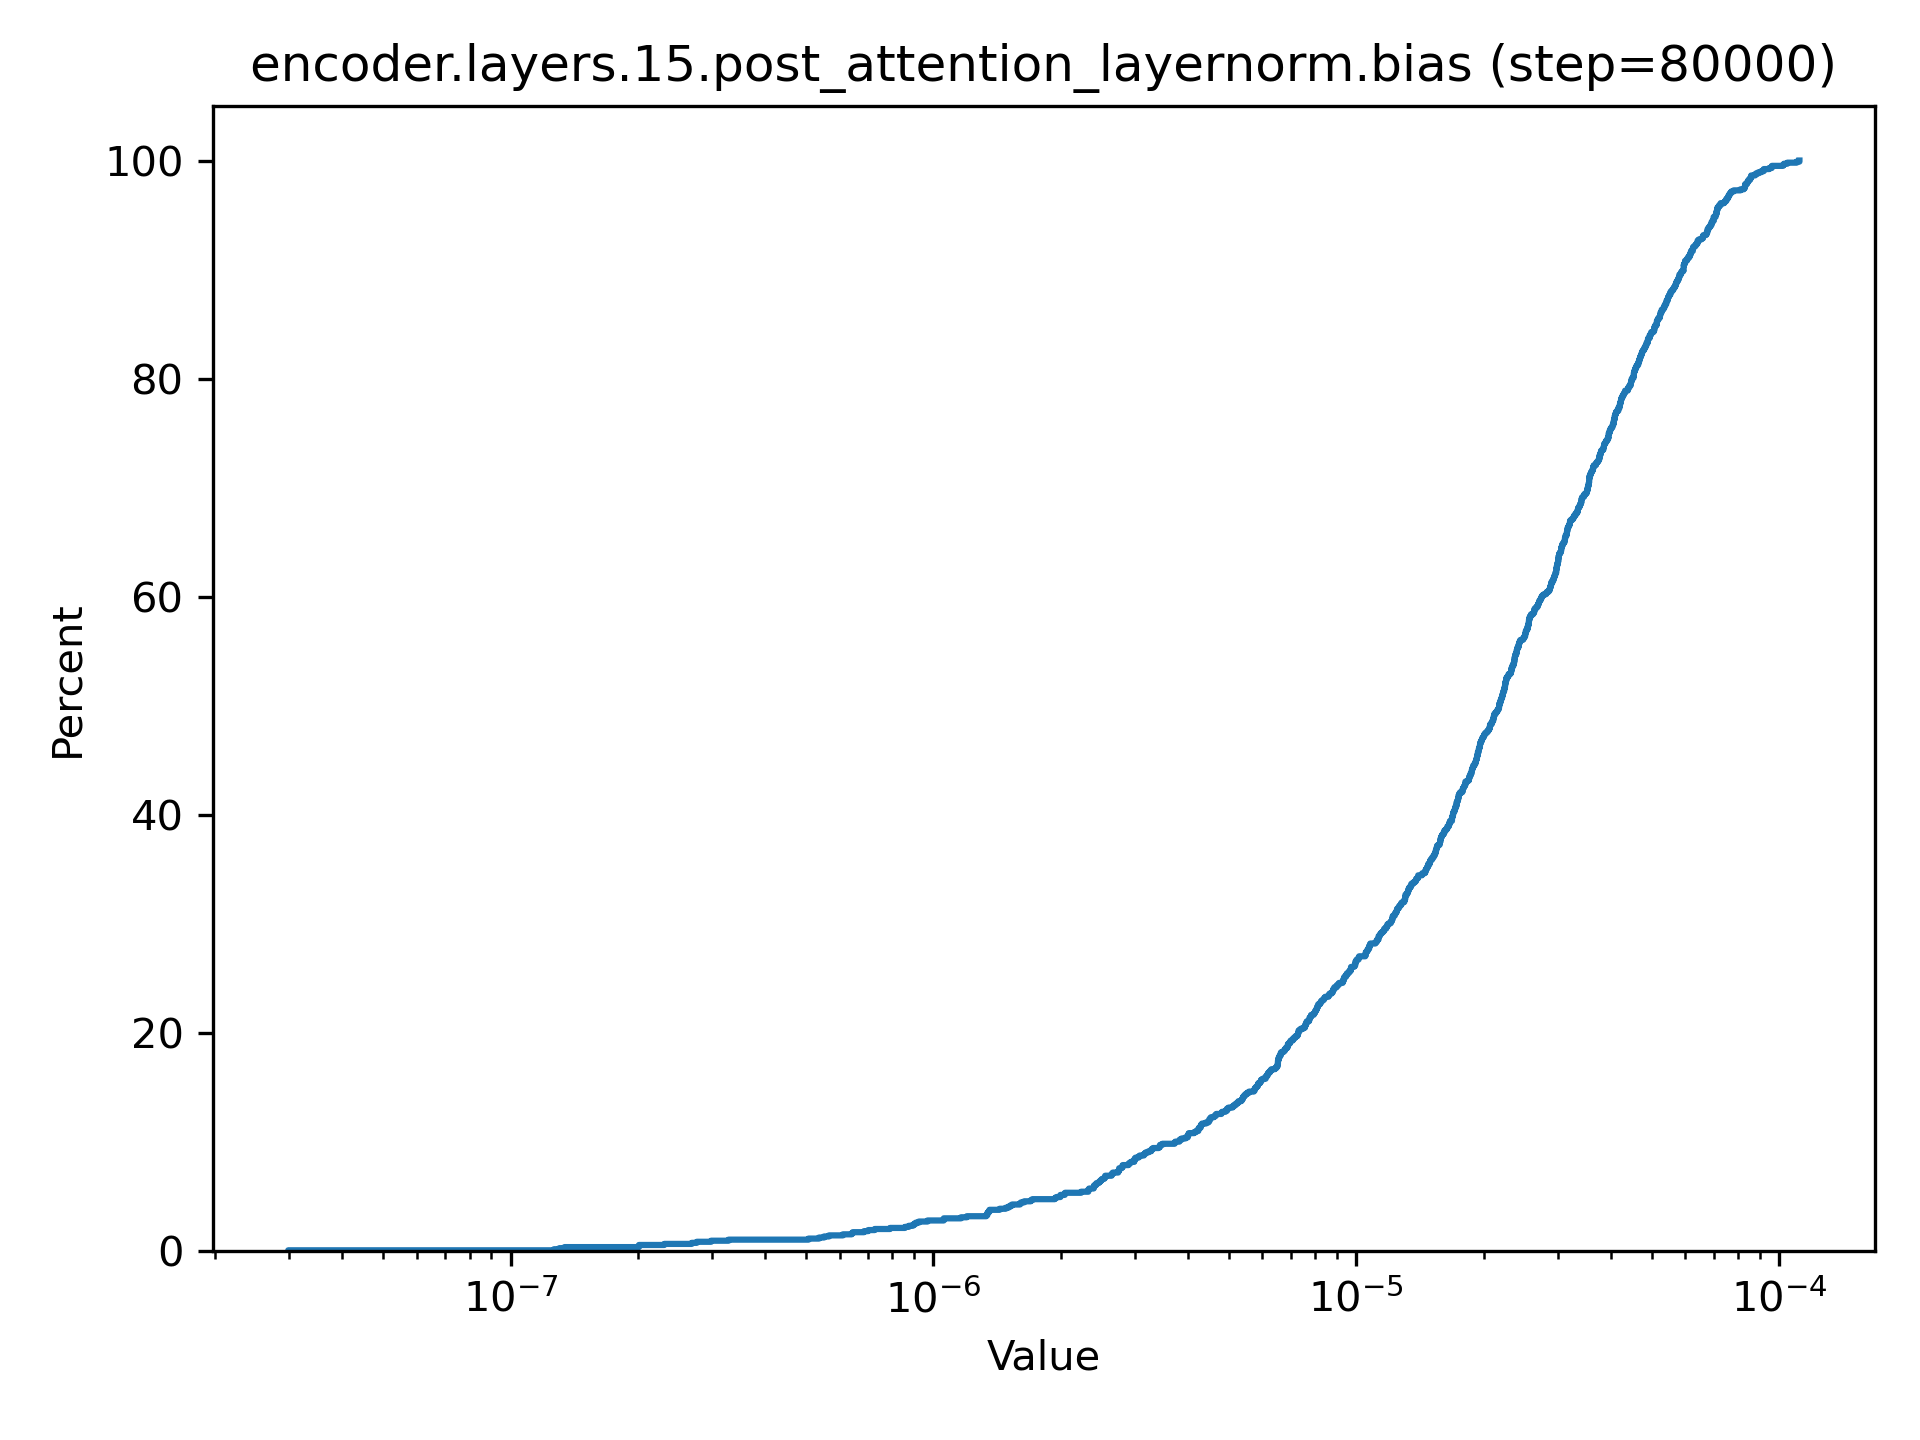 encoder.layers.15.post_attention_layernorm.bias (step=80000)
100
80
60
40
20
0
Percent
10⁻⁷ 10⁻⁶ 10⁻⁵ 10⁻⁴
Value